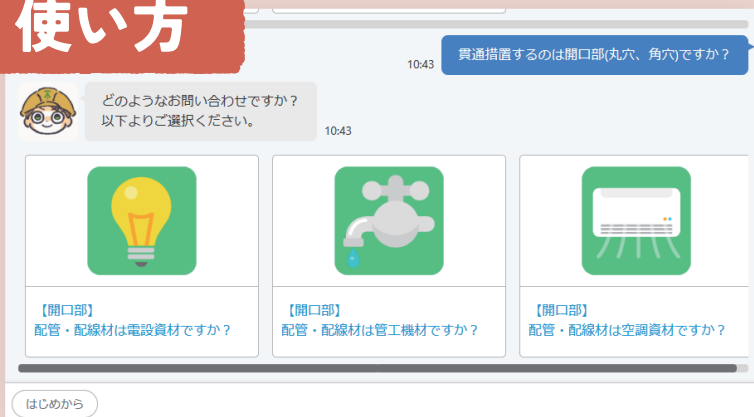 使い方
貫通措置するのは開口部(丸穴、角穴)ですか？
10:43
どのようなお問い合わせですか？
以下よりご選択ください。
10:43
【開口部】
配管・配線材は電設資材ですか？
【開口部】
配管・配線材は管工機材ですか？
【開口部】
配管・配線材は空調資材ですか？
はじめから